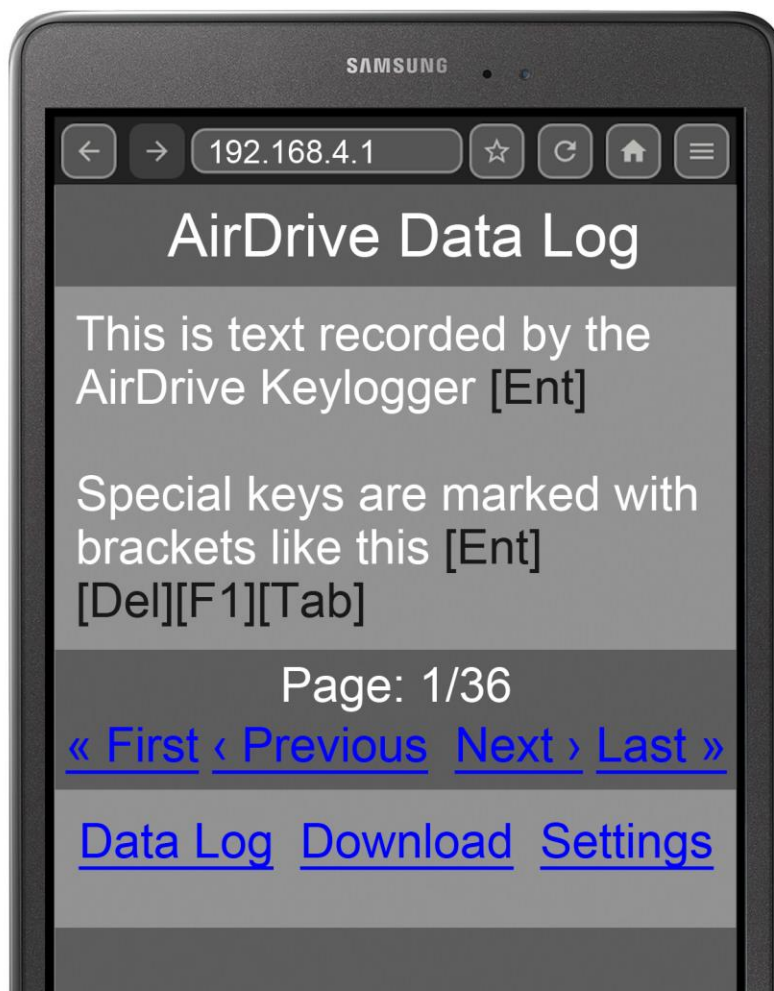 SAMSUNG
192.168.4.1
AirDrive Data Log
This is text recorded by the
AirDrive Keylogger [Ent]
Special keys are marked with
brackets like this [Ent]
[Del][F1][Tab]
Page: 1/36
« First ‹ Previous Next › Last »
Data Log Download Settings